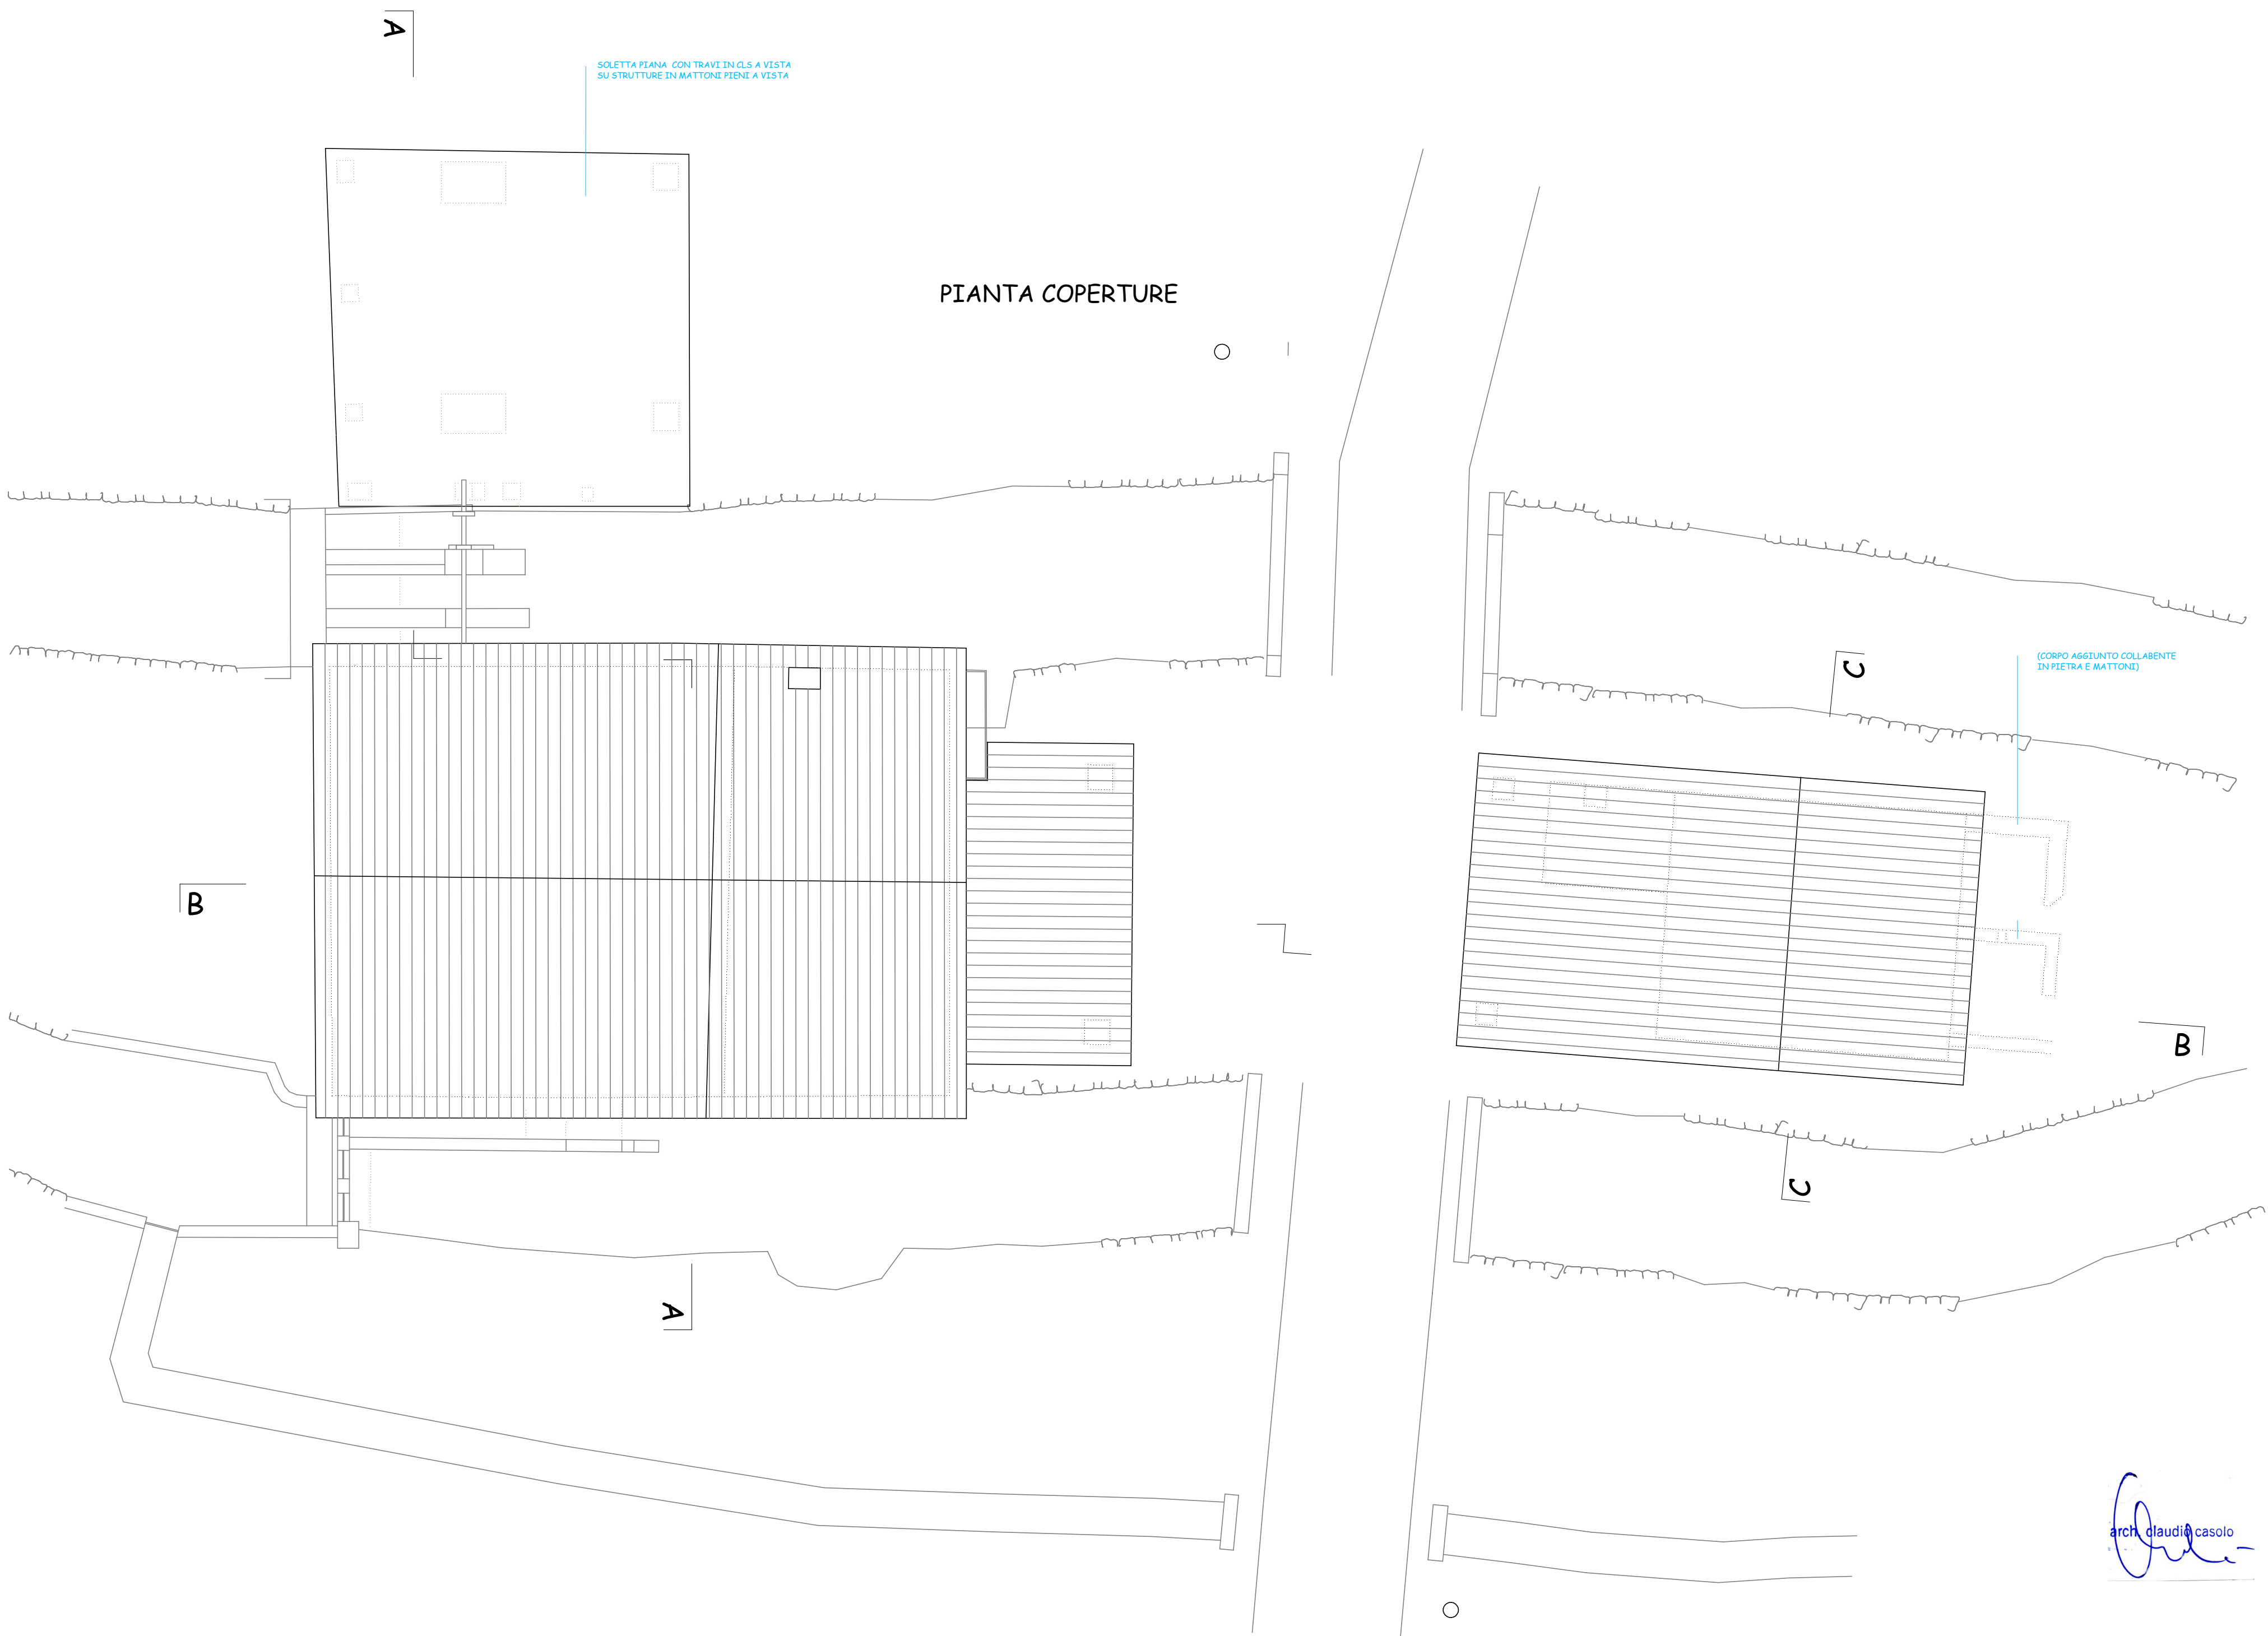 A
SOLETTA PIANA CON TRAVI IN CLS A VISTA
SU STRUTTURE IN MATTONI PIENI A VISTA
PIANTA COPERTURE
C
(CORPO AGGIUNTO COLLABENTE
IN PIETRA E MATTONI)
B
B
C
A
arch. claudio casolo